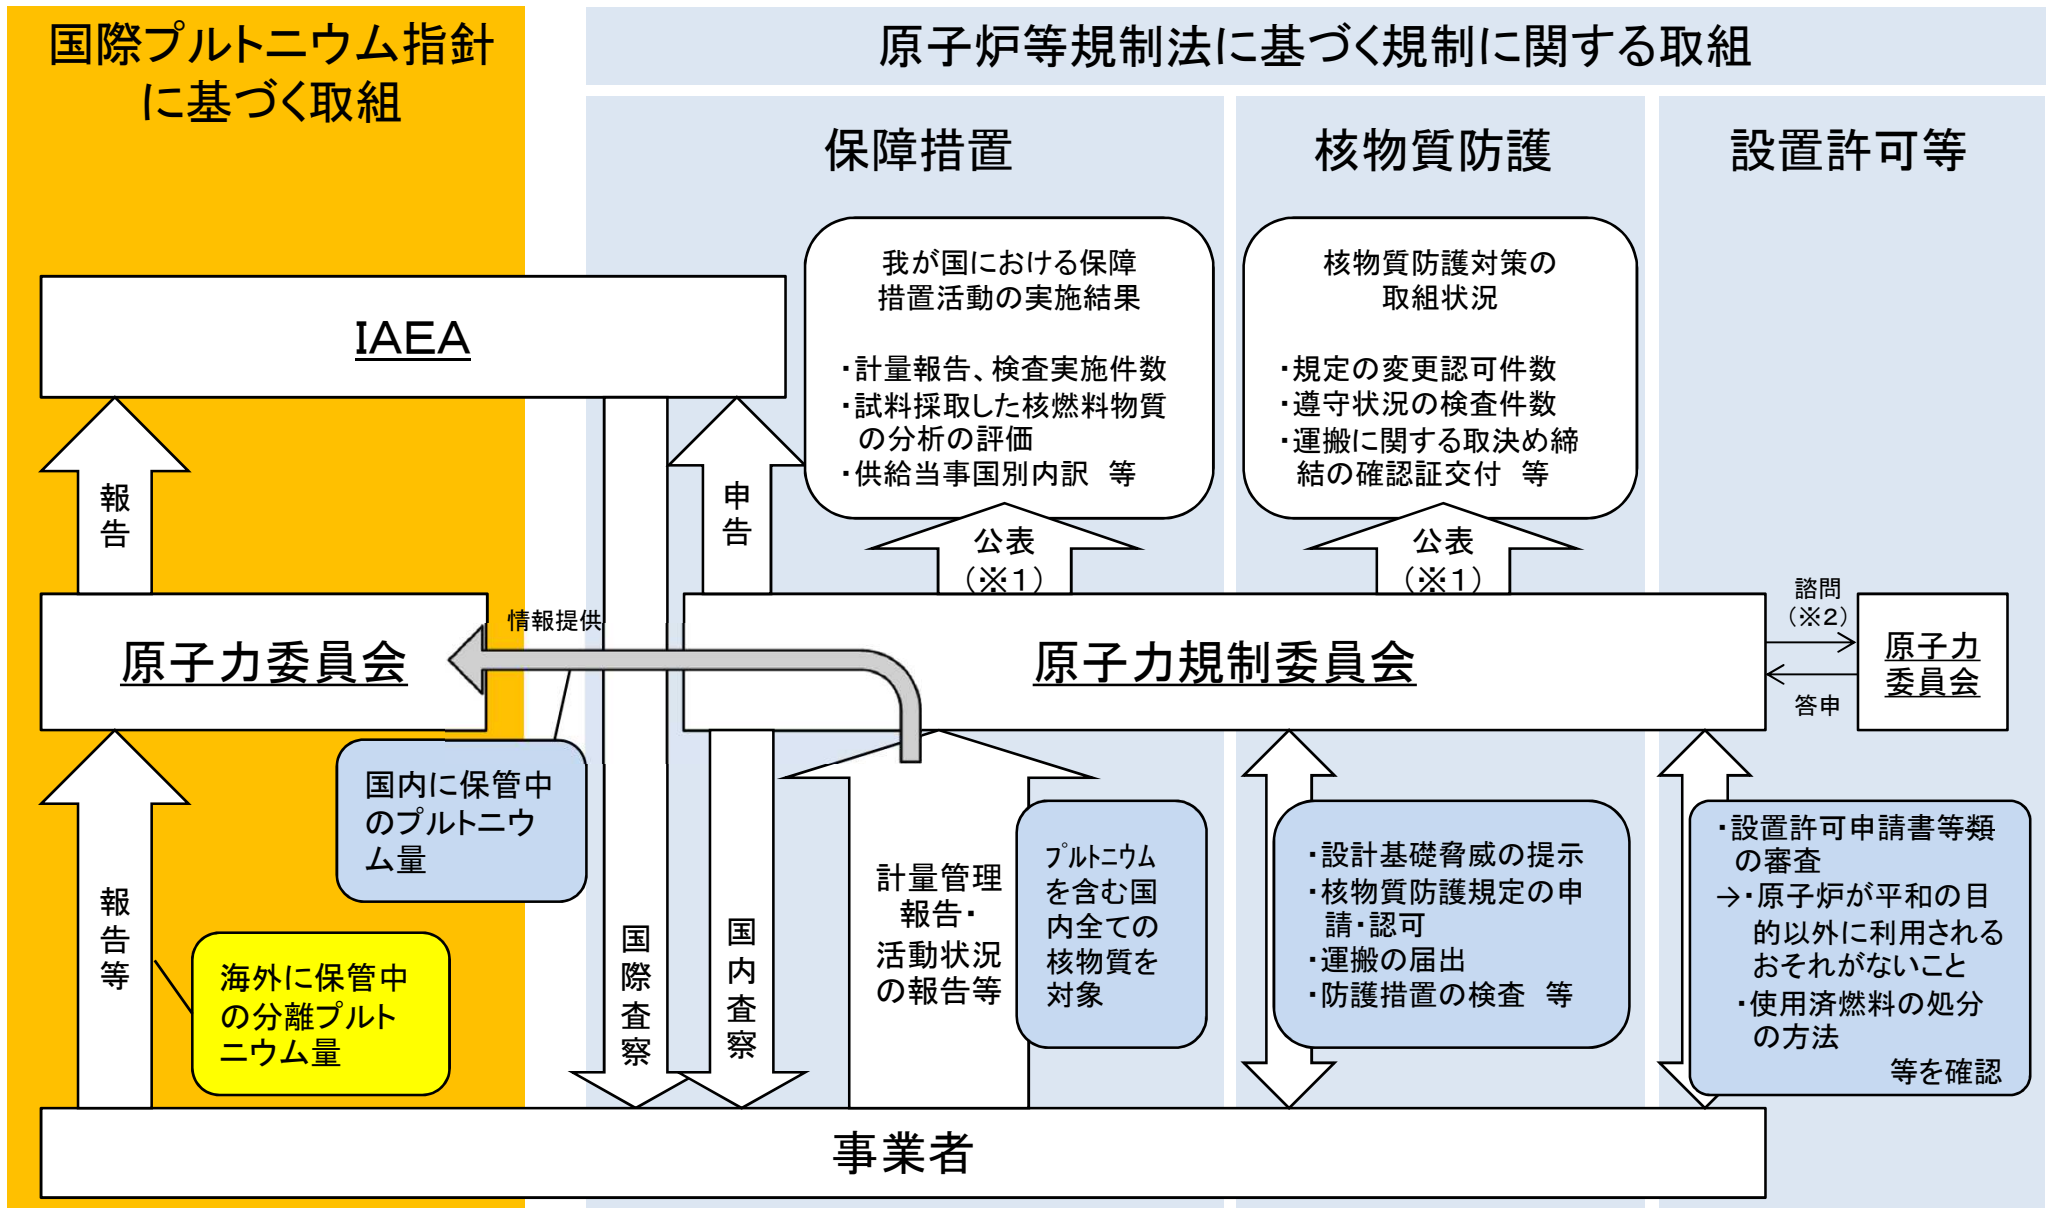 国際プルトニウム指針
に基づく取組
原子炉等規制法に基づく規制に関する取組
保障措置
核物質防護
設置許可等
我が国における保障
措置活動の実施結果
・計量報告、検査実施件数
・試料採取した核燃料物質
の分析の評価
・供給当事国別内訳　等
核物質防護対策の
取組状況
・規定の変更認可件数
・遵守状況の検査件数
・運搬に関する取決め締
結の確認証交付　等
IAEA
報告
申告
公表
(※1)
公表
(※1)
原子力委員会
情報提供
原子力規制委員会
諮問
(※2)
答申
原子力
委員会
国内に保管中
のプルトニウ
ム量
報告等
海外に保管中
の分離プルト
ニウム量
国際査察
国内査察
計量管理
報告・
活動状況
の報告等
プルトニウム
を含む国
内全ての
核物質を
対象
・設計基礎脅威の提示
・核物質防護規定の申
請・認可
・運搬の届出
・防護措置の検査　等
・設置許可申請書等類
の審査
→・原子炉が平和の目
的以外に利用される
おそれがないこと
・使用済燃料の処分
の方法
等を確認
事業者